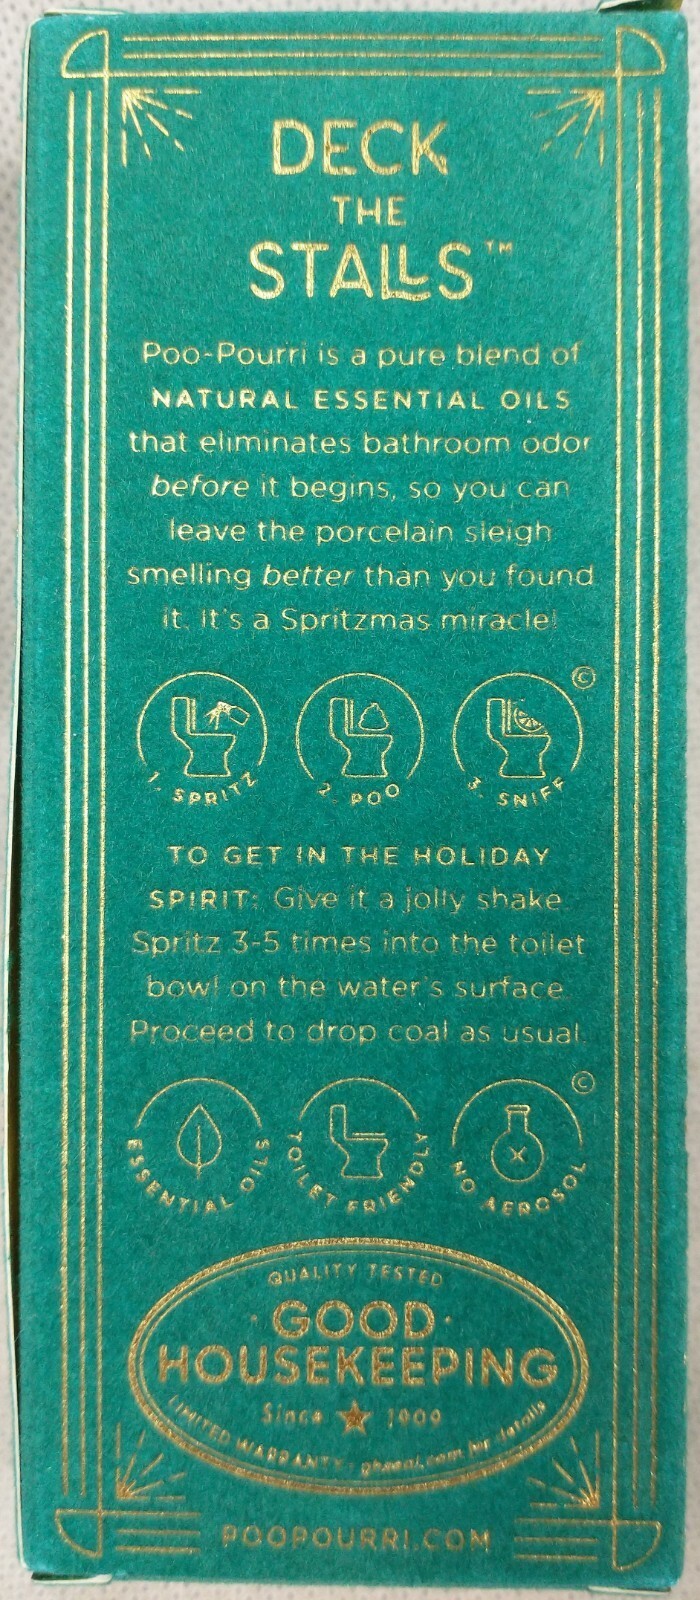 DECK
THE
STALLS™
Poo-Pourri is a pure blend of
NATURAL ESSENTIAL OILS
that eliminates bathroom odor
before it begins, so you can
leave the porcelain sleigh
smelling better than you found
it. It's a Spritzmas miracle!
©
1. SPRITZ 2. POO 3. SNIFF
TO GET IN THE HOLIDAY
SPIRIT: Give it a jolly shake.
Spritz 3-5 times into the toilet
bowl on the water's surface.
Proceed to drop coal as usual.
©
ESSENTIAL OILS TOILET FRIENDLY NO AEROSOL
QUALITY TESTED
·GOOD·
HOUSEKEEPING
Since ★ 1909
LIMITED WARRANTY · ghseal.com for details
POOPOURRI.COM